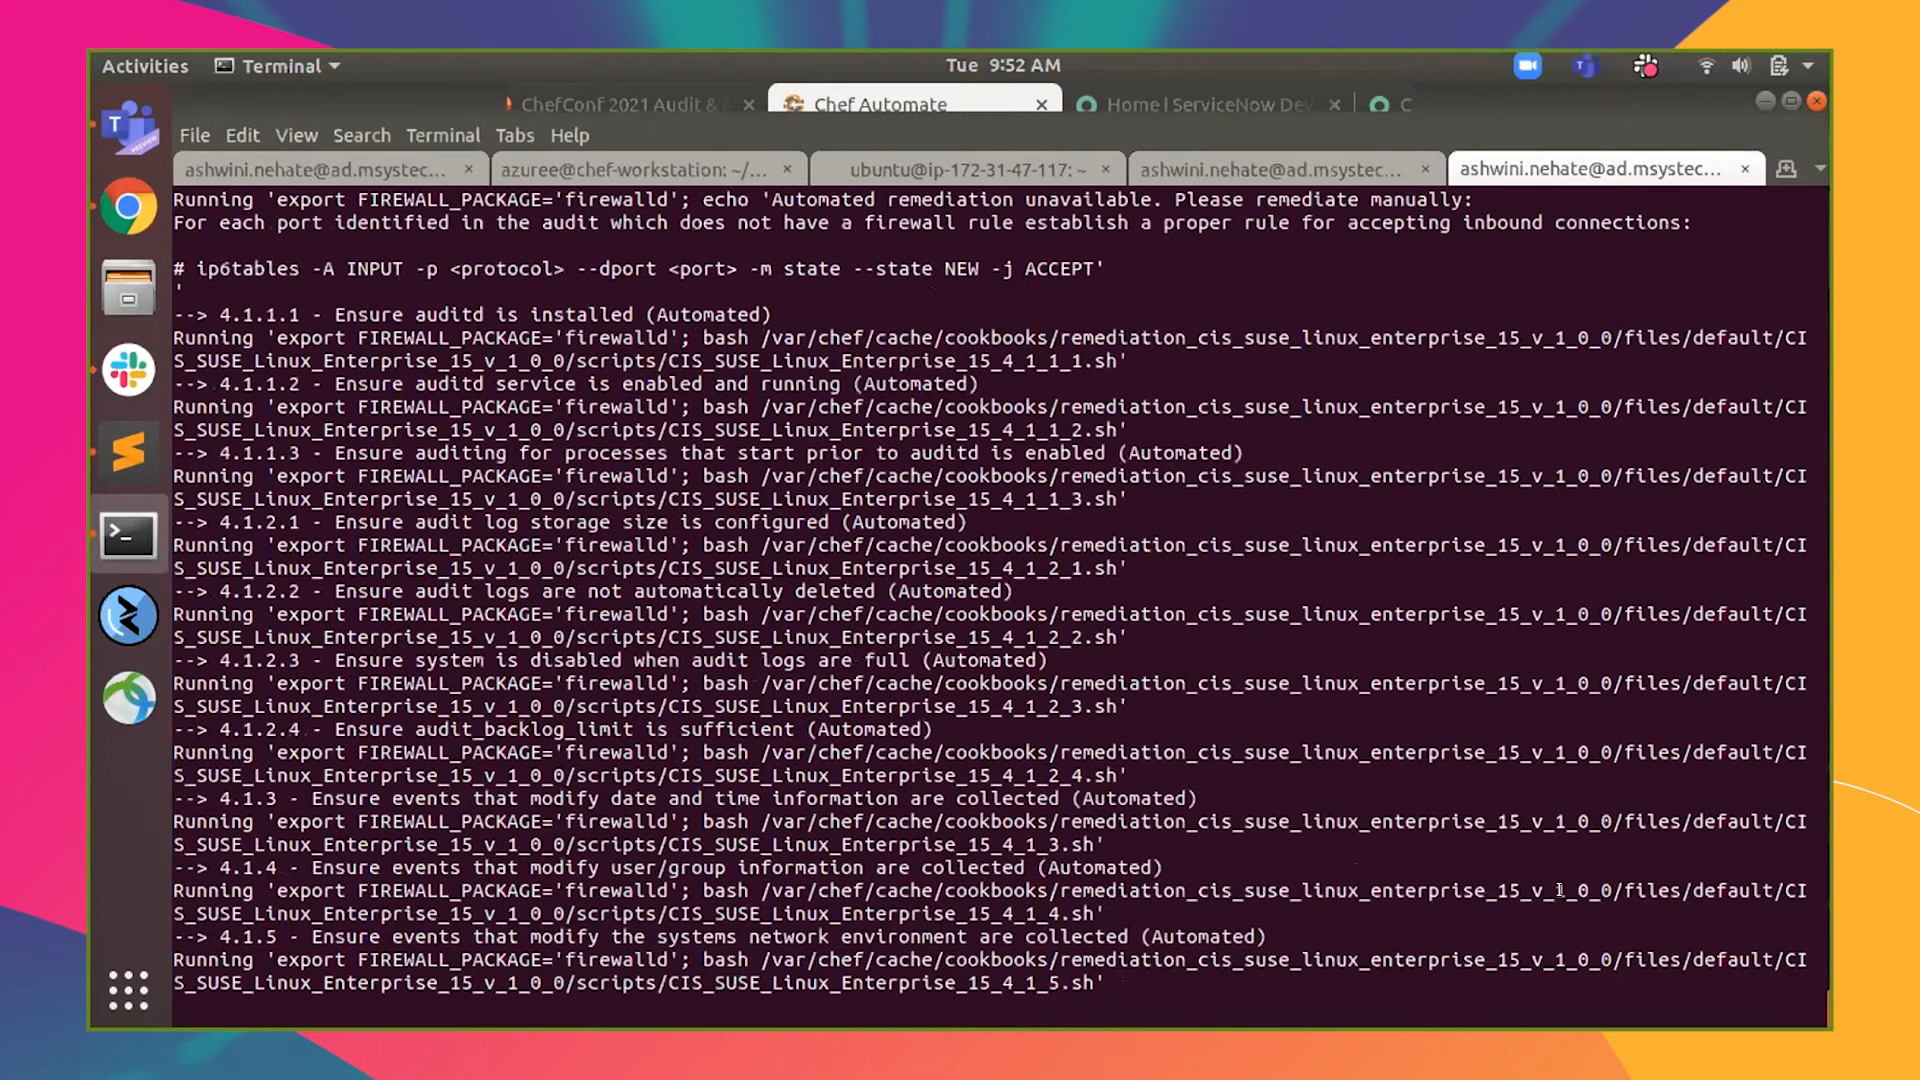 Activities Terminal Tue 9:52 AM
ChefConf 2021 Audit & Chef Automate Home | ServiceNow Dev C
File Edit View Search Terminal Tabs Help
ashwini.nehate@ad.msystec... azuree@chef-workstation: ~/... ubuntu@ip-172-31-47-117: ~ ashwini.nehate@ad.msystec... ashwini.nehate@ad.msystec...
Running 'export FIREWALL_PACKAGE='firewalld'; echo 'Automated remediation unavailable. Please remediate manually:
For each port identified in the audit which does not have a firewall rule establish a proper rule for accepting inbound connections:
# ip6tables -A INPUT -p <protocol> --dport <port> -m state --state NEW -j ACCEPT'
'
--> 4.1.1.1 - Ensure auditd is installed (Automated)
Running 'export FIREWALL_PACKAGE='firewalld'; bash /var/chef/cache/cookbooks/remediation_cis_suse_linux_enterprise_15_v_1_0_0/files/default/CI
S_SUSE_Linux_Enterprise_15_v_1_0_0/scripts/CIS_SUSE_Linux_Enterprise_15_4_1_1_1.sh'
--> 4.1.1.2 - Ensure auditd service is enabled and running (Automated)
Running 'export FIREWALL_PACKAGE='firewalld'; bash /var/chef/cache/cookbooks/remediation_cis_suse_linux_enterprise_15_v_1_0_0/files/default/CI
S_SUSE_Linux_Enterprise_15_v_1_0_0/scripts/CIS_SUSE_Linux_Enterprise_15_4_1_1_2.sh'
--> 4.1.1.3 - Ensure auditing for processes that start prior to auditd is enabled (Automated)
Running 'export FIREWALL_PACKAGE='firewalld'; bash /var/chef/cache/cookbooks/remediation_cis_suse_linux_enterprise_15_v_1_0_0/files/default/CI
S_SUSE_Linux_Enterprise_15_v_1_0_0/scripts/CIS_SUSE_Linux_Enterprise_15_4_1_1_3.sh'
--> 4.1.2.1 - Ensure audit log storage size is configured (Automated)
Running 'export FIREWALL_PACKAGE='firewalld'; bash /var/chef/cache/cookbooks/remediation_cis_suse_linux_enterprise_15_v_1_0_0/files/default/CI
S_SUSE_Linux_Enterprise_15_v_1_0_0/scripts/CIS_SUSE_Linux_Enterprise_15_4_1_2_1.sh'
--> 4.1.2.2 - Ensure audit logs are not automatically deleted (Automated)
Running 'export FIREWALL_PACKAGE='firewalld'; bash /var/chef/cache/cookbooks/remediation_cis_suse_linux_enterprise_15_v_1_0_0/files/default/CI
S_SUSE_Linux_Enterprise_15_v_1_0_0/scripts/CIS_SUSE_Linux_Enterprise_15_4_1_2_2.sh'
--> 4.1.2.3 - Ensure system is disabled when audit logs are full (Automated)
Running 'export FIREWALL_PACKAGE='firewalld'; bash /var/chef/cache/cookbooks/remediation_cis_suse_linux_enterprise_15_v_1_0_0/files/default/CI
S_SUSE_Linux_Enterprise_15_v_1_0_0/scripts/CIS_SUSE_Linux_Enterprise_15_4_1_2_3.sh'
--> 4.1.2.4 - Ensure audit_backlog_limit is sufficient (Automated)
Running 'export FIREWALL_PACKAGE='firewalld'; bash /var/chef/cache/cookbooks/remediation_cis_suse_linux_enterprise_15_v_1_0_0/files/default/CI
S_SUSE_Linux_Enterprise_15_v_1_0_0/scripts/CIS_SUSE_Linux_Enterprise_15_4_1_2_4.sh'
--> 4.1.3 - Ensure events that modify date and time information are collected (Automated)
Running 'export FIREWALL_PACKAGE='firewalld'; bash /var/chef/cache/cookbooks/remediation_cis_suse_linux_enterprise_15_v_1_0_0/files/default/CI
S_SUSE_Linux_Enterprise_15_v_1_0_0/scripts/CIS_SUSE_Linux_Enterprise_15_4_1_3.sh'
--> 4.1.4 - Ensure events that modify user/group information are collected (Automated)
Running 'export FIREWALL_PACKAGE='firewalld'; bash /var/chef/cache/cookbooks/remediation_cis_suse_linux_enterprise_15_v_1_0_0/files/default/CI
S_SUSE_Linux_Enterprise_15_v_1_0_0/scripts/CIS_SUSE_Linux_Enterprise_15_4_1_4.sh'
--> 4.1.5 - Ensure events that modify the systems network environment are collected (Automated)
Running 'export FIREWALL_PACKAGE='firewalld'; bash /var/chef/cache/cookbooks/remediation_cis_suse_linux_enterprise_15_v_1_0_0/files/default/CI
S_SUSE_Linux_Enterprise_15_v_1_0_0/scripts/CIS_SUSE_Linux_Enterprise_15_4_1_5.sh'